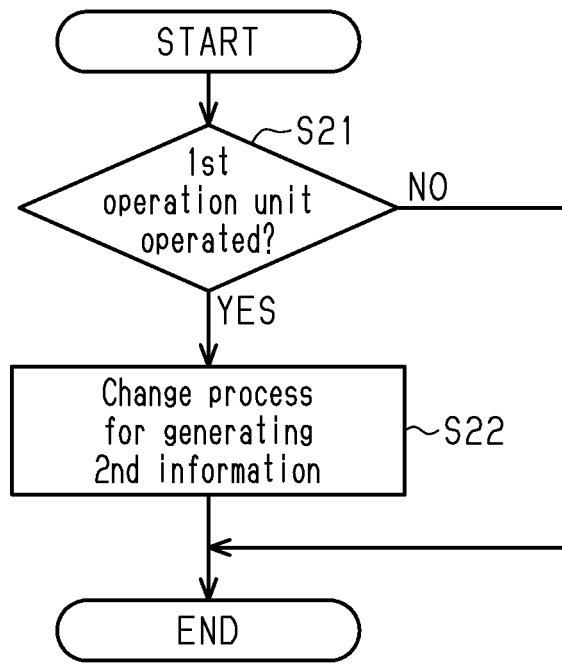 START
S21
1st
operation unit
operated?
NO
YES
Change process
for generating
2nd information
S22
END